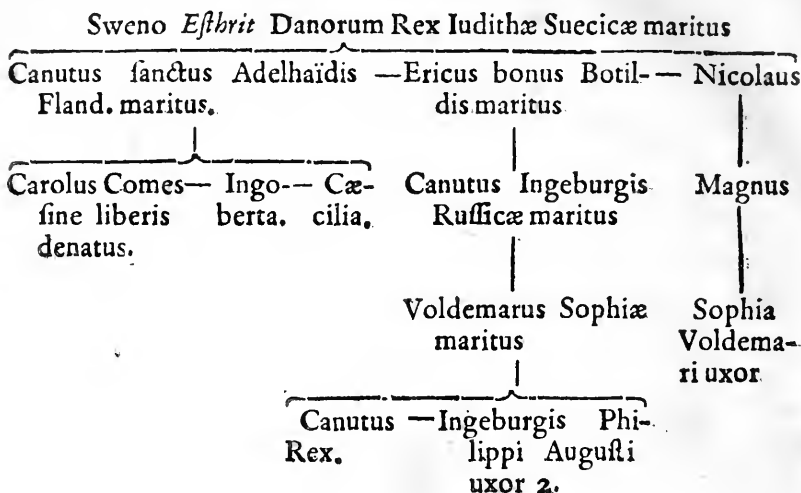 Sweno Eſthrit Danorum Rex Iudithæ Suecicæ maritus
Canutus ſanctus Adelhaïdis —Ericus bonus Botil-— Nicolaus
Fland. maritus. dis maritus
Carolus Comes— Ingo-- — Cæ- Canutus Ingeburgis Magnus
ſine liberis berta. cilia. Ruſſicæ maritus
denatus.
Voldemarus Sophiæ Sophia
maritus Voldema-
ri uxor
Canutus —Ingeburgis Phi-
Rex. lippi Auguſti
uxor 2.